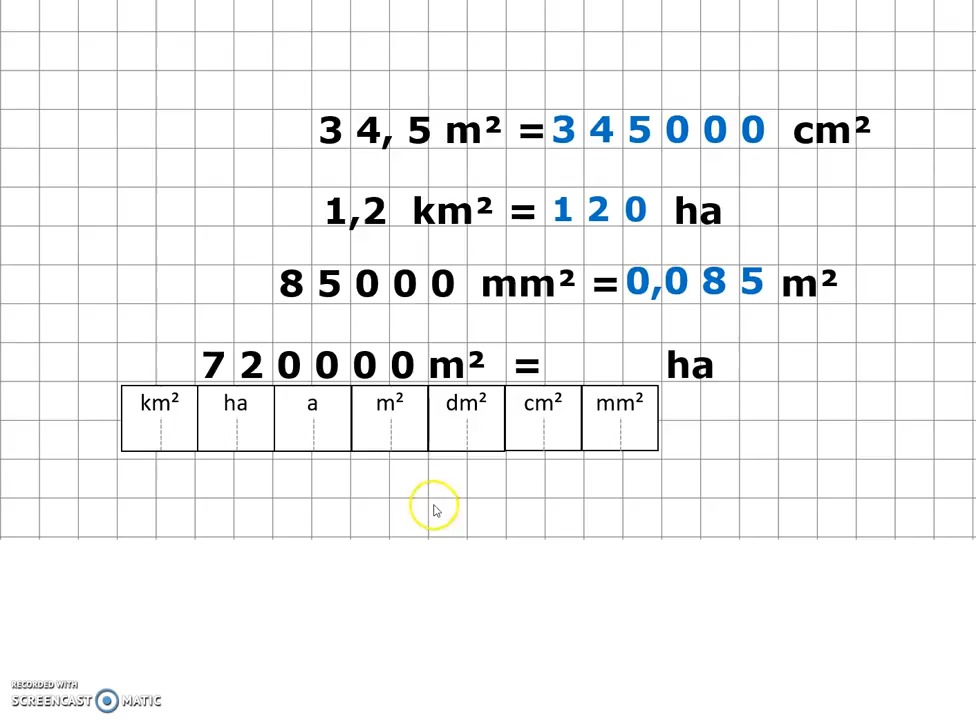 3 4, 5 m² = 3 4 5 0 0 0 cm²
1,2 km² = 1 2 0 ha
8 5 0 0 0 mm² = 0,0 8 5 m²
7 2 0 0 0 0 m² = ha
km² ha a m² dm² cm² mm²
RECORDED WITH
SCREENCAST MATIC